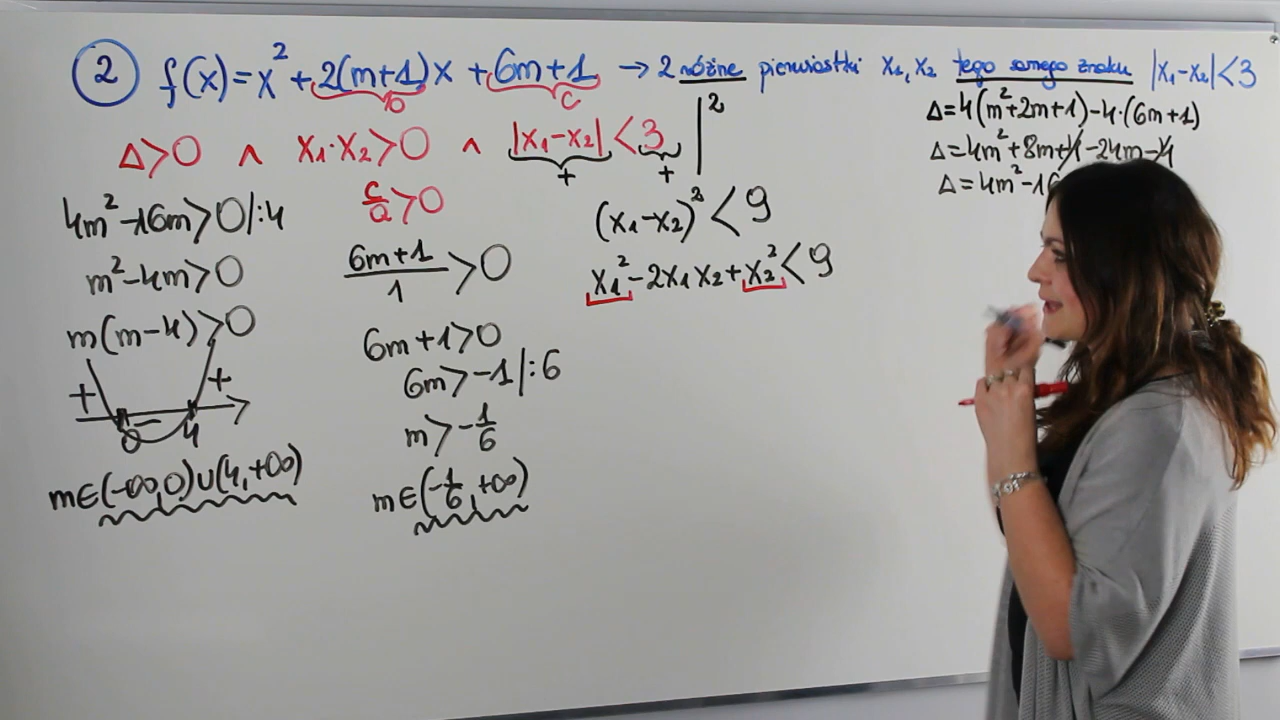 2 f(x)=x²+2(m+1)x+6m+1 → 2 różne pierwiastki x₁,x₂ tego samego znaku |x₁-x₂|<3
b c
Δ>0 ∧ x₁·x₂>0 ∧ |x₁-x₂|<3 |²
+ +
4m²-16m>0/:4
m²-4m>0
m(m-4)>0
+ - +
0 4
m∈(-∞,0)∪(4,+∞)
c/a>0
(6m+1)/1>0
6m+1>0
6m>-1/:6
m>-1/6
m∈(-1/6,+∞)
(x₁-x₂)²<9
x₁²-2x₁x₂+x₂²<9
Δ=4(m²+2m+1)-4·(6m+1)
Δ=4m²+8m+4-24m-4
Δ=4m²-16